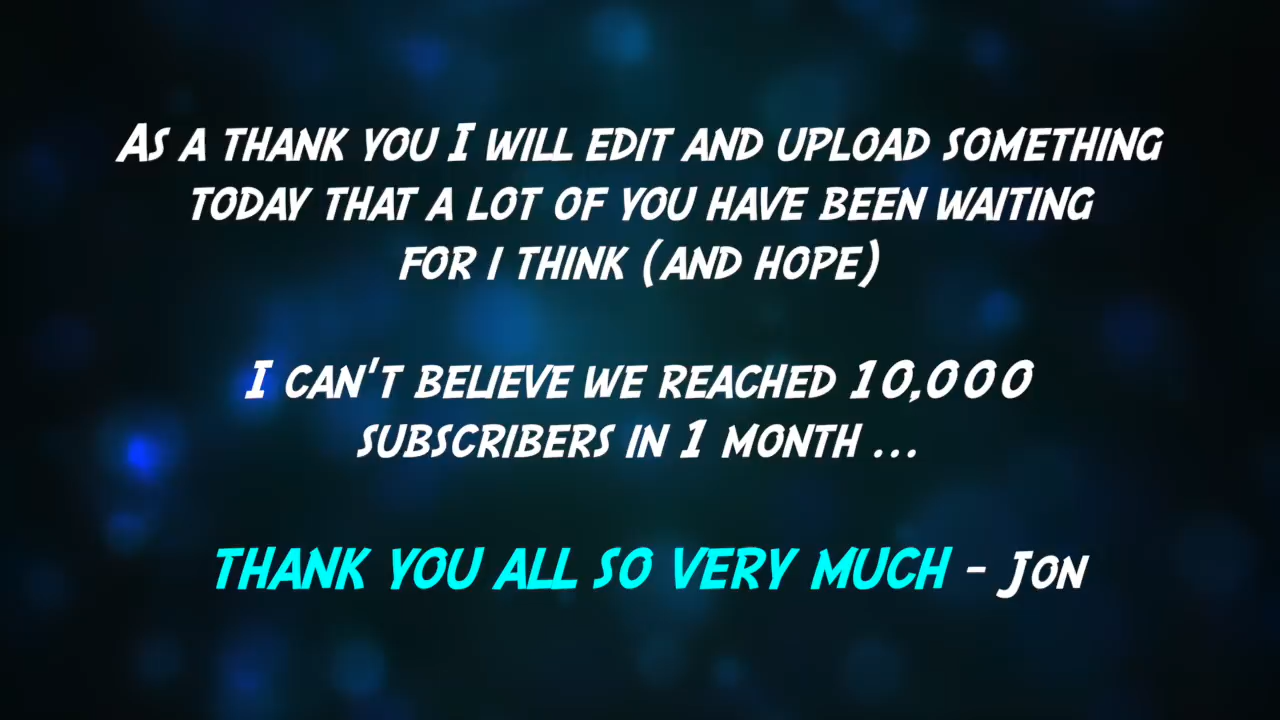 As a thank you I will edit and upload something
today that a lot of you have been waiting
for i think (and hope)
I can't believe we reached 10,000
subscribers in 1 month ...
THANK YOU ALL SO VERY MUCH - Jon